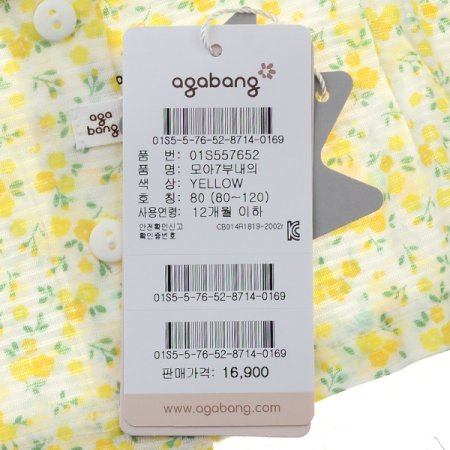 agabang
01S5-5-76-52-8714-0169
품 번: 01S557652
품 명: 모아7부내의
색 상: YELLOW
호 칭: 80 (80~120)
사용연령: 12개월 이하
안전확인신고
확인증번호 CB014R1819-2002r
01S5-5-76-52-8714-0169
01S5-5-76-52-8714-0169
판매가격: 16,900
www.agabang.com
aga
bang